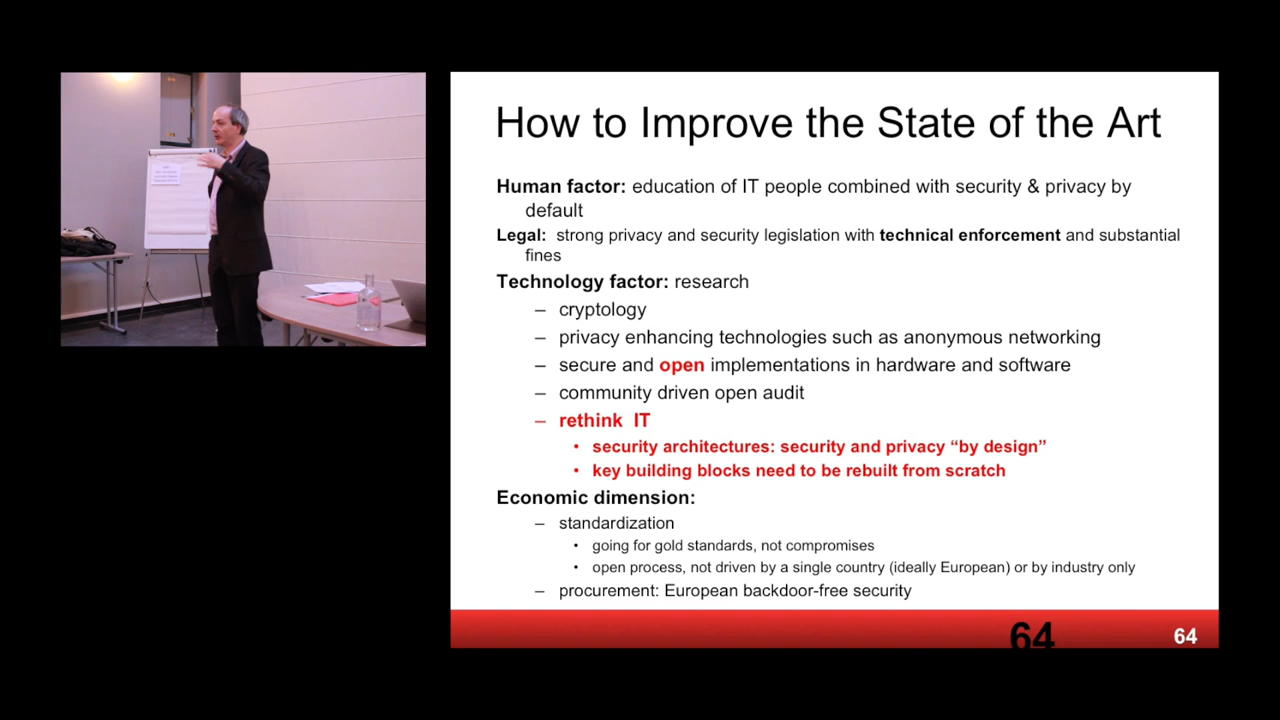 How to Improve the State of the Art
Human factor: education of IT people combined with security & privacy by
default
Legal: strong privacy and security legislation with technical enforcement and substantial
fines
Technology factor: research
– cryptology
– privacy enhancing technologies such as anonymous networking
– secure and open implementations in hardware and software
– community driven open audit
– rethink IT
• security architectures: security and privacy “by design”
• key building blocks need to be rebuilt from scratch
Economic dimension:
– standardization
• going for gold standards, not compromises
• open process, not driven by a single country (ideally European) or by industry only
– procurement: European backdoor-free security
64
64